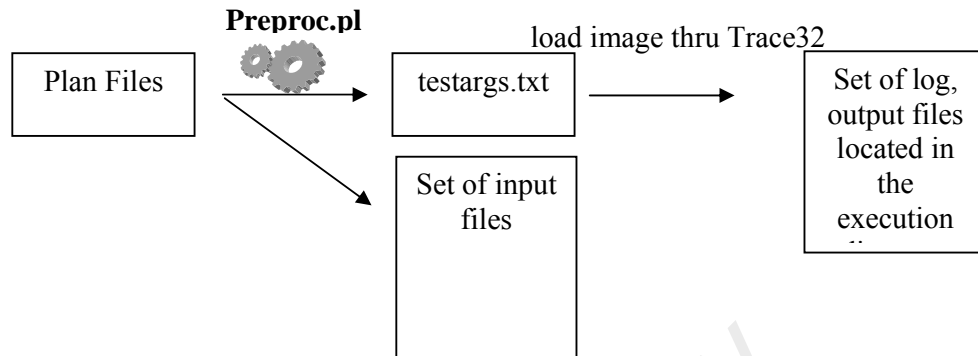 Preproc.pl
load image thru Trace32
Plan Files
testargs.txt
Set of log,
output files
located in
the
execution
Set of input
files